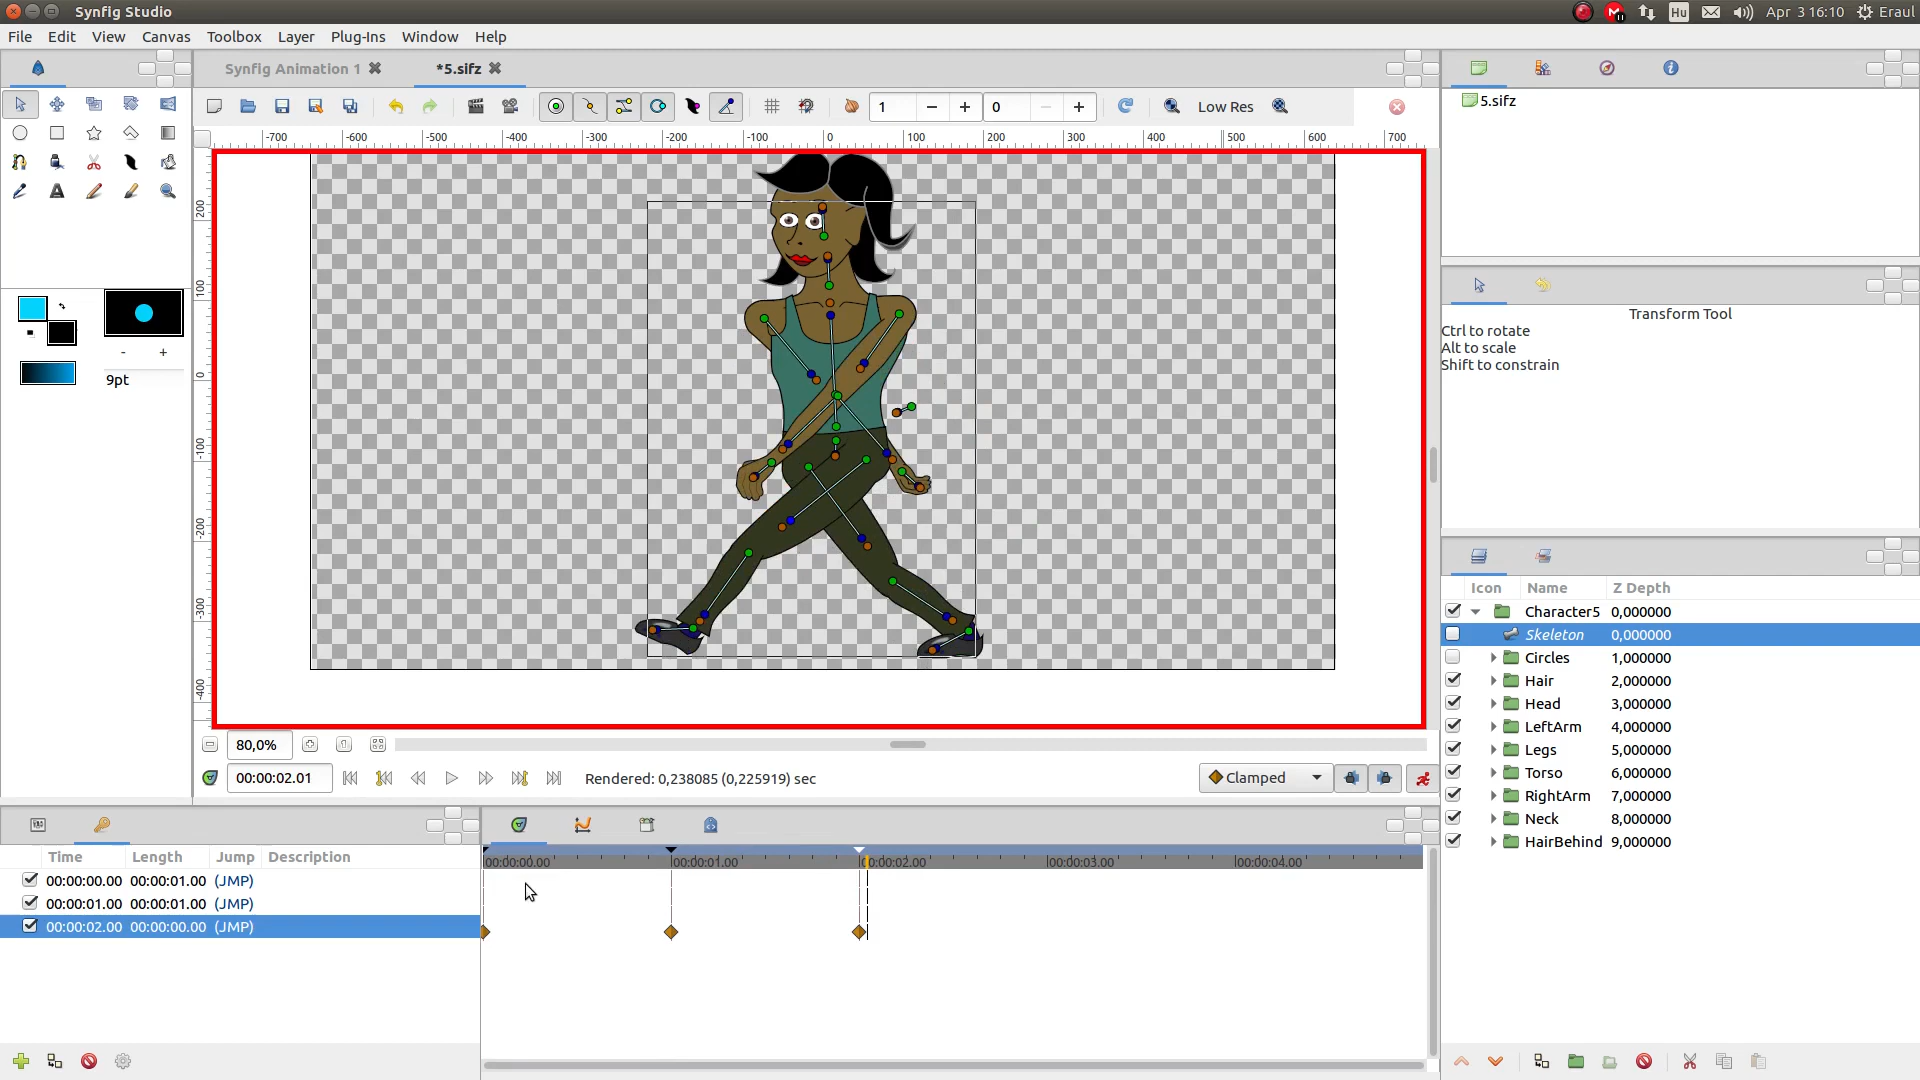 Synfig Studio
Hu
Apr 3 16:10
Eraul
File Edit View Canvas Toolbox Layer Plug-Ins Window Help
Synfig Animation 1
*5.sifz
1
0
Low Res
-700 -600 -500 -400 -300 -200 -100 0 100 200 300 400 500 600 700
200
100
0
-100
-200
-300
-400
- +
9pt
5.sifz
Transform Tool
Ctrl to rotate
Alt to scale
Shift to constrain
Icon Name Z Depth
Character5 0,000000
Skeleton 0,000000
Circles 1,000000
Hair 2,000000
Head 3,000000
LeftArm 4,000000
Legs 5,000000
Torso 6,000000
RightArm 7,000000
Neck 8,000000
HairBehind 9,000000
80,0%
00:00:02.01
Rendered: 0,238085 (0,225919) sec
Clamped
Time Length Jump Description
00:00:00.00 00:00:01.00 (JMP)
00:00:01.00 00:00:01.00 (JMP)
00:00:02.00 00:00:00.00 (JMP)
00:00:00.00 00:00:01.00 00:00:02.00 00:00:03.00 00:00:04.00